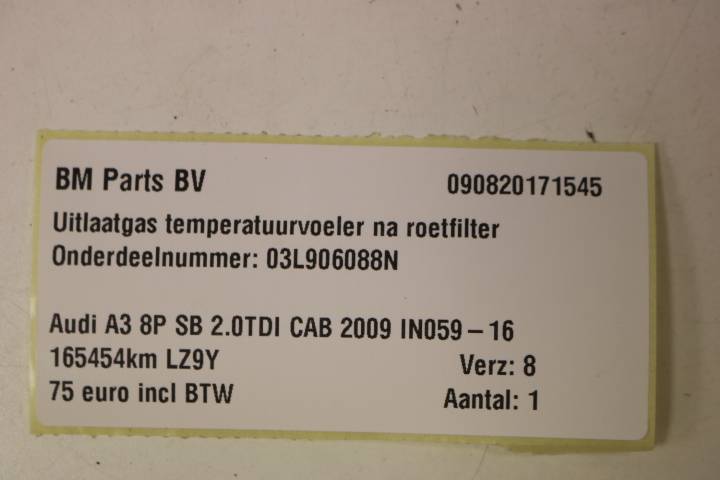 BM Parts BV 090820171545
Uitlaatgas temperatuurvoeler na roetfilter
Onderdeelnummer: 03L906088N
Audi A3 8P SB 2.0TDI CAB 2009 IN059 – 16
165454km LZ9Y Verz: 8
75 euro incl BTW Aantal: 1